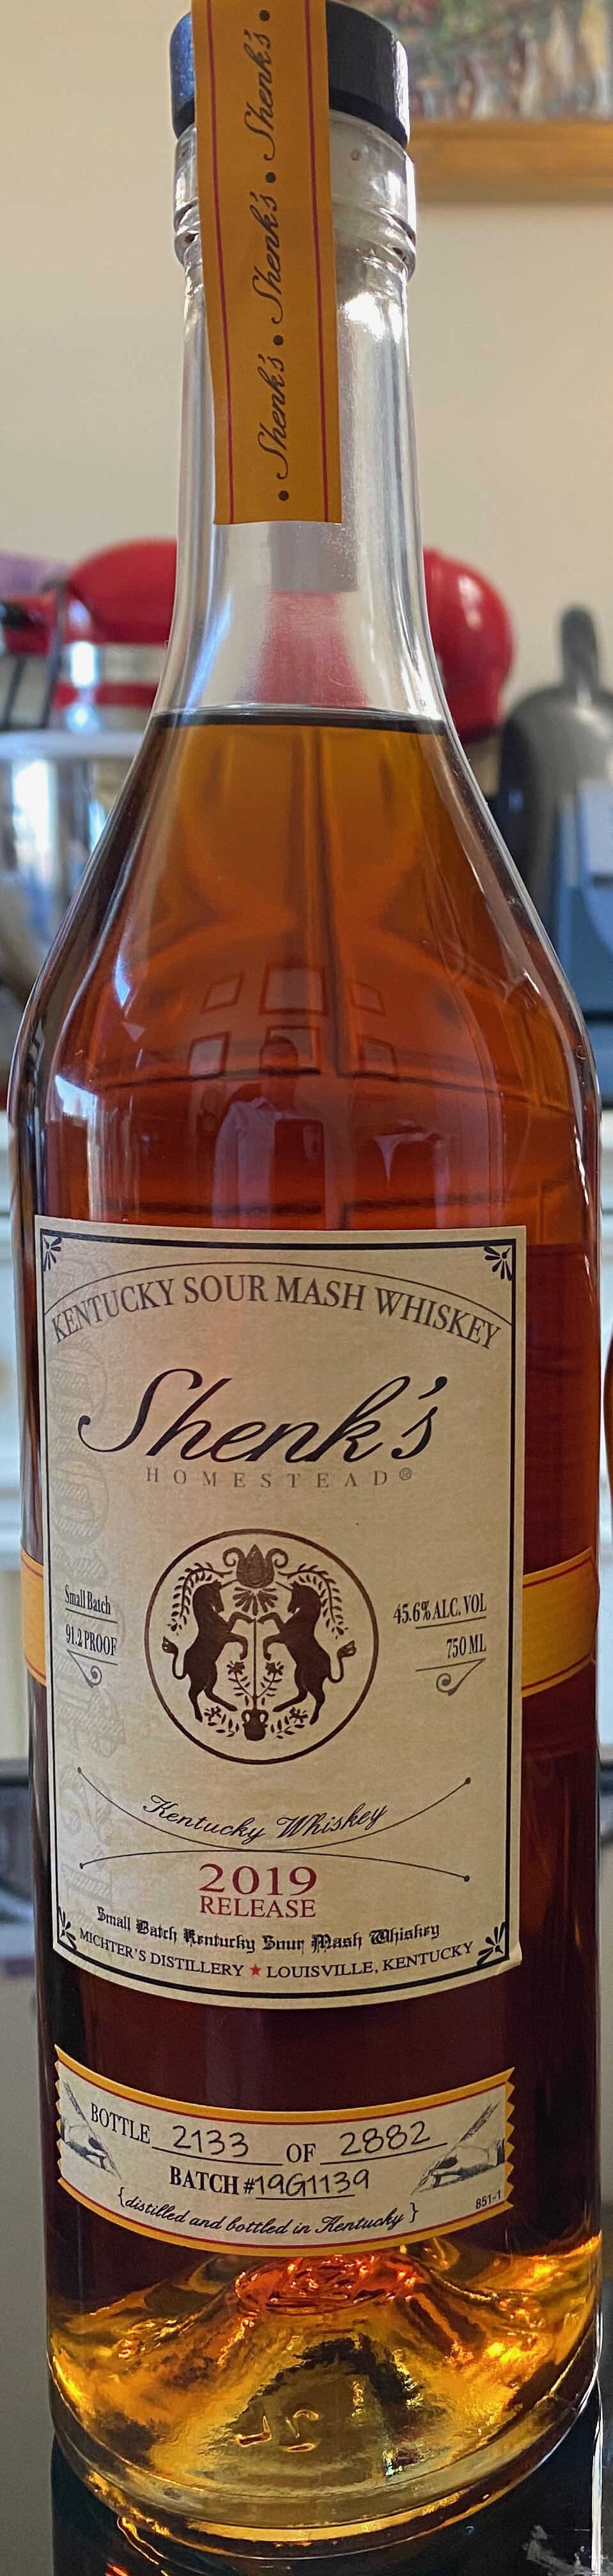 • Shenk's • Shenk's • Shenk's •
KENTUCKY SOUR MASH WHISKEY
Shenk's
HOMESTEAD®
Small Batch
91.2 PROOF
45.6% ALC. VOL
750 ML
Kentucky Whiskey
2019
RELEASE
Small Batch Kentucky Sour Mash Whiskey
MICHTER'S DISTILLERY ★ LOUISVILLE, KENTUCKY
BOTTLE 2133 OF 2882
BATCH #19G1139
{distilled and bottled in Kentucky}
851-1